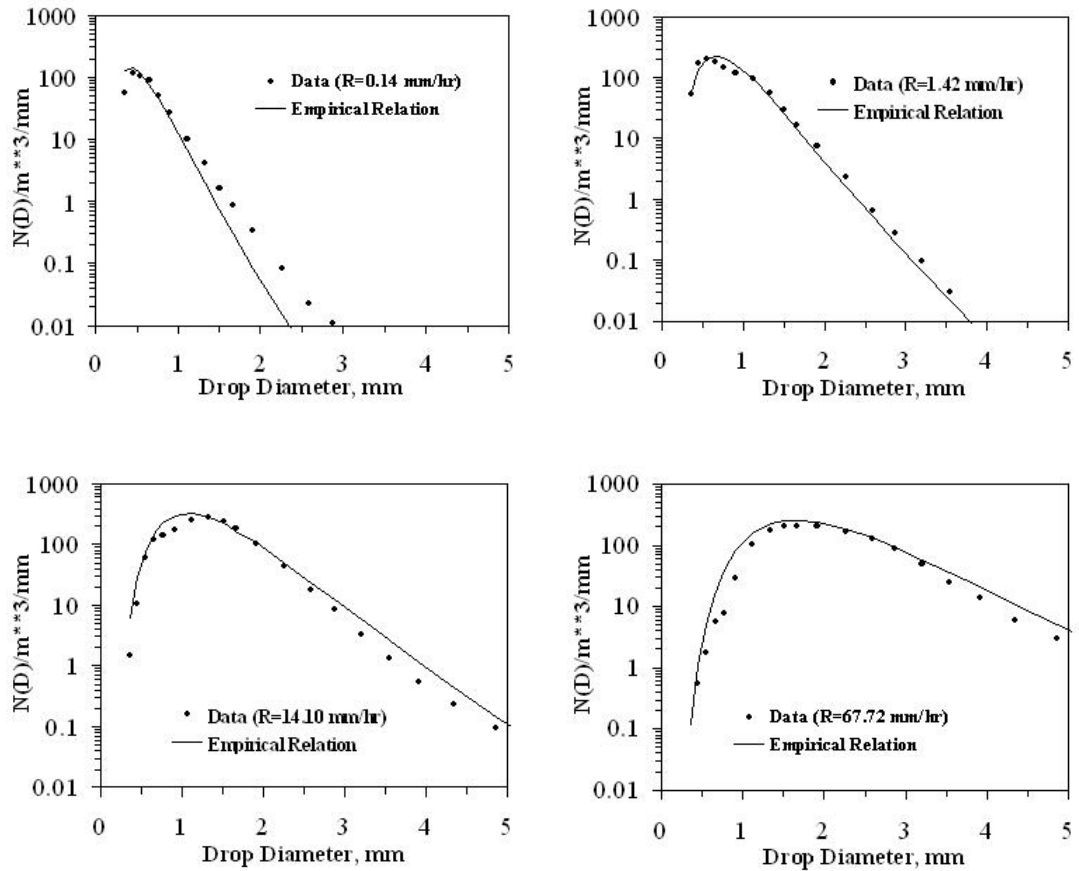 1000
100
10
1
0.1
0.01
N(D)/m**3/mm
Data (R=0.14 mm/hr)
Empirical Relation
0 1 2 3 4 5
Drop Diameter, mm
1000
100
10
1
0.1
0.01
N(D)/m**3/mm
Data (R=1.42 mm/hr)
Empirical Relation
0 1 2 3 4 5
Drop Diameter, mm
1000
100
10
1
0.1
0.01
N(D)/m**3/mm
Data (R=14.10 mm/hr)
Empirical Relation
0 1 2 3 4 5
Drop Diameter, mm
1000
100
10
1
0.1
0.01
N(D)/m**3/mm
Data (R=67.72 mm/hr)
Empirical Relation
0 1 2 3 4 5
Drop Diameter, mm